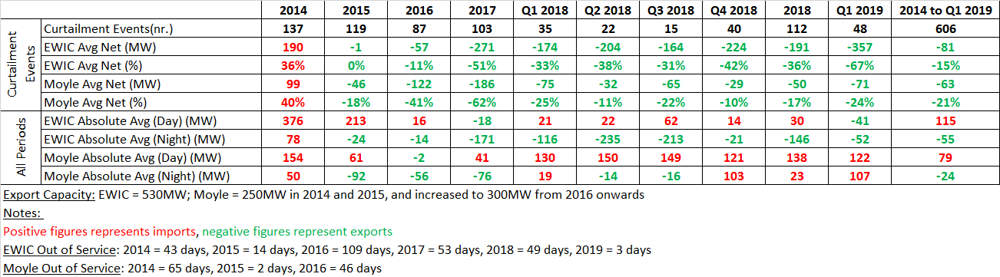 2014 2015 2016 2017 Q1 2018 Q2 2018 Q3 2018 Q4 2018 2018 Q1 2019 2014 to Q1 2019
Curtailment Events
Curtailment Events(nr.) 137 119 87 103 35 22 15 40 112 48 606
EWIC Avg Net (MW) 190 -1 -57 -271 -174 -204 -164 -224 -191 -357 -81
EWIC Avg Net (%) 36% 0% -11% -51% -33% -38% -31% -42% -36% -67% -15%
Moyle Avg Net (MW) 99 -46 -122 -186 -75 -32 -65 -29 -50 -71 -63
Moyle Avg Net (%) 40% -18% -41% -62% -25% -11% -22% -10% -17% -24% -21%
All Periods
EWIC Absolute Avg (Day) (MW) 376 213 16 -18 21 22 62 14 30 -41 115
EWIC Absolute Avg (Night) (MW) 78 -24 -14 -171 -116 -235 -213 -21 -146 -52 -55
Moyle Absolute Avg (Day) (MW) 154 61 -2 41 130 150 149 121 138 122 79
Moyle Absolute Avg (Night) (MW) 50 -92 -56 -76 19 -14 -16 103 23 107 -24
Export Capacity: EWIC = 530MW; Moyle = 250MW in 2014 and 2015, and increased to 300MW from 2016 onwards
Notes:
Positive figures represents imports, negative figures represent exports
EWIC Out of Service: 2014 = 43 days, 2015 = 14 days, 2016 = 109 days, 2017 = 53 days, 2018 = 49 days, 2019 = 3 days
Moyle Out of Service: 2014 = 65 days, 2015 = 2 days, 2016 = 46 days